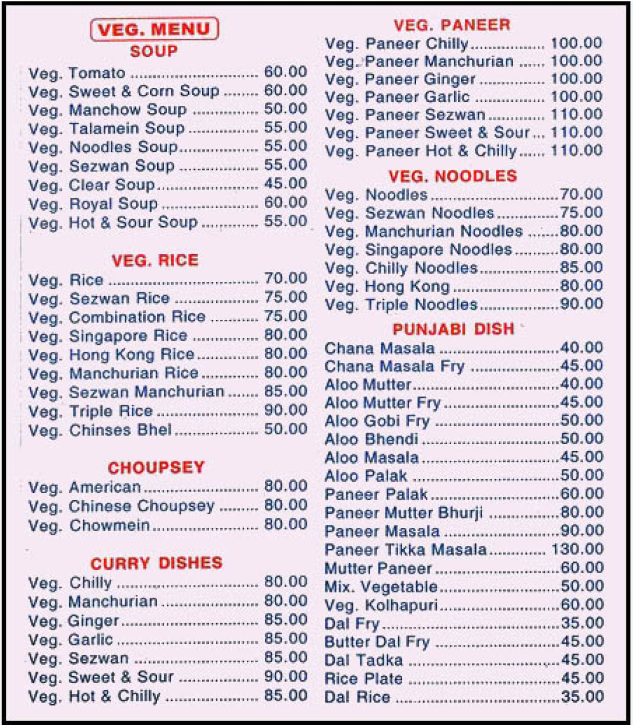 VEG. MENU
SOUP
Veg. Tomato .................... 60.00
Veg. Sweet & Corn Soup ........ 60.00
Veg. Manchow Soup ............ 50.00
Veg. Talamein Soup ............ 55.00
Veg. Noodles Soup.............. 55.00
Veg. Sezwan Soup .............. 55.00
Veg. Clear Soup.................. 45.00
Veg. Royal Soup ................ 60.00
Veg. Hot & Sour Soup ........... 55.00
VEG. RICE
Veg. Rice ........................ 70.00
Veg. Sezwan Rice .............. 75.00
Veg. Combination Rice ......... 75.00
Veg. Singapore Rice ............ 80.00
Veg. Hong Kong Rice............ 80.00
Veg. Manchurian Rice .......... 80.00
Veg. Sezwan Manchurian ....... 85.00
Veg. Triple Rice ................. 90.00
Veg. Chinses Bhel............... 50.00
CHOUPSEY
Veg. American................... 80.00
Veg. Chinese Choupsey ........ 80.00
Veg. Chowmein.................. 80.00
CURRY DISHES
Veg. Chilly ....................... 80.00
Veg. Manchurian ................ 80.00
Veg. Ginger...................... 85.00
Veg. Garlic ....................... 85.00
Veg. Sezwan .................... 85.00
Veg. Sweet & Sour ............. 90.00
Veg. Hot & Chilly ............... 85.00
VEG. PANEER
Veg. Paneer Chilly............... 100.00
Veg. Paneer Manchurian ...... 100.00
Veg. Paneer Ginger ............ 100.00
Veg. Paneer Garlic ............. 100.00
Veg. Paneer Sezwan............ 110.00
Veg. Paneer Sweet & Sour... 110.00
Veg. Paneer Hot & Chilly...... 110.00
VEG. NOODLES
Veg. Noodles.......................70.00
Veg. Sezwan Noodles............75.00
Veg. Manchurian Noodles ......80.00
Veg. Singapore Noodles.........80.00
Veg. Chilly Noodles..............85.00
Veg. Hong Kong ..................80.00
Veg. Triple Noodles..............90.00
PUNJABI DISH
Chana Masala .....................40.00
Chana Masala Fry ................45.00
Aloo Mutter.........................40.00
Aloo Mutter Fry ...................45.00
Aloo Gobi Fry .....................50.00
Aloo Bhendi ........................50.00
Aloo Masala ........................45.00
Aloo Palak ..........................50.00
Paneer Palak.......................60.00
Paneer Mutter Bhurji ............80.00
Paneer Masala ....................90.00
Paneer Tikka Masala........... 130.00
Mutter Paneer .....................60.00
Mix. Vegetable.....................50.00
Veg. Kolhapuri.....................60.00
Dal Fry...............................35.00
Butter Dal Fry .....................45.00
Dal Tadka ..........................45.00
Rice Plate ..........................45.00
Dal Rice .............................35.00